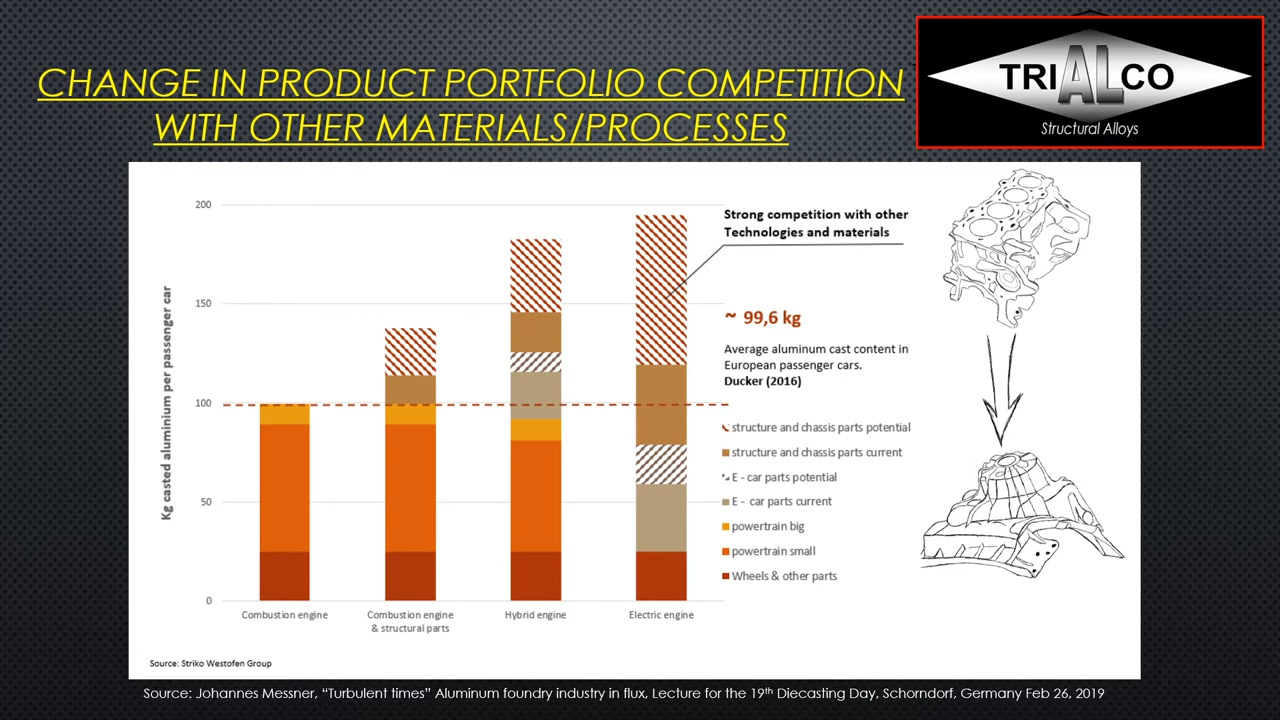 CHANGE IN PRODUCT PORTFOLIO COMPETITION
WITH OTHER MATERIALS/PROCESSES
TRIALCO
Structural Alloys
200
150
100
50
0
Kg casted aluminium per passenger car
Combustion engine
Combustion engine
& structural parts
Hybrid engine
Electric engine
Strong competition with other
Technologies and materials
~ 99,6 kg
Average aluminum cast content in
European passenger cars.
Ducker (2016)
structure and chassis parts potential
structure and chassis parts current
E - car parts potential
E - car parts current
powertrain big
powertrain small
Wheels & other parts
Source: Striko Westofen Group
Source: Johannes Messner, “Turbulent times” Aluminum foundry industry in flux, Lecture for the 19th Diecasting Day, Schorndorf, Germany Feb 26, 2019